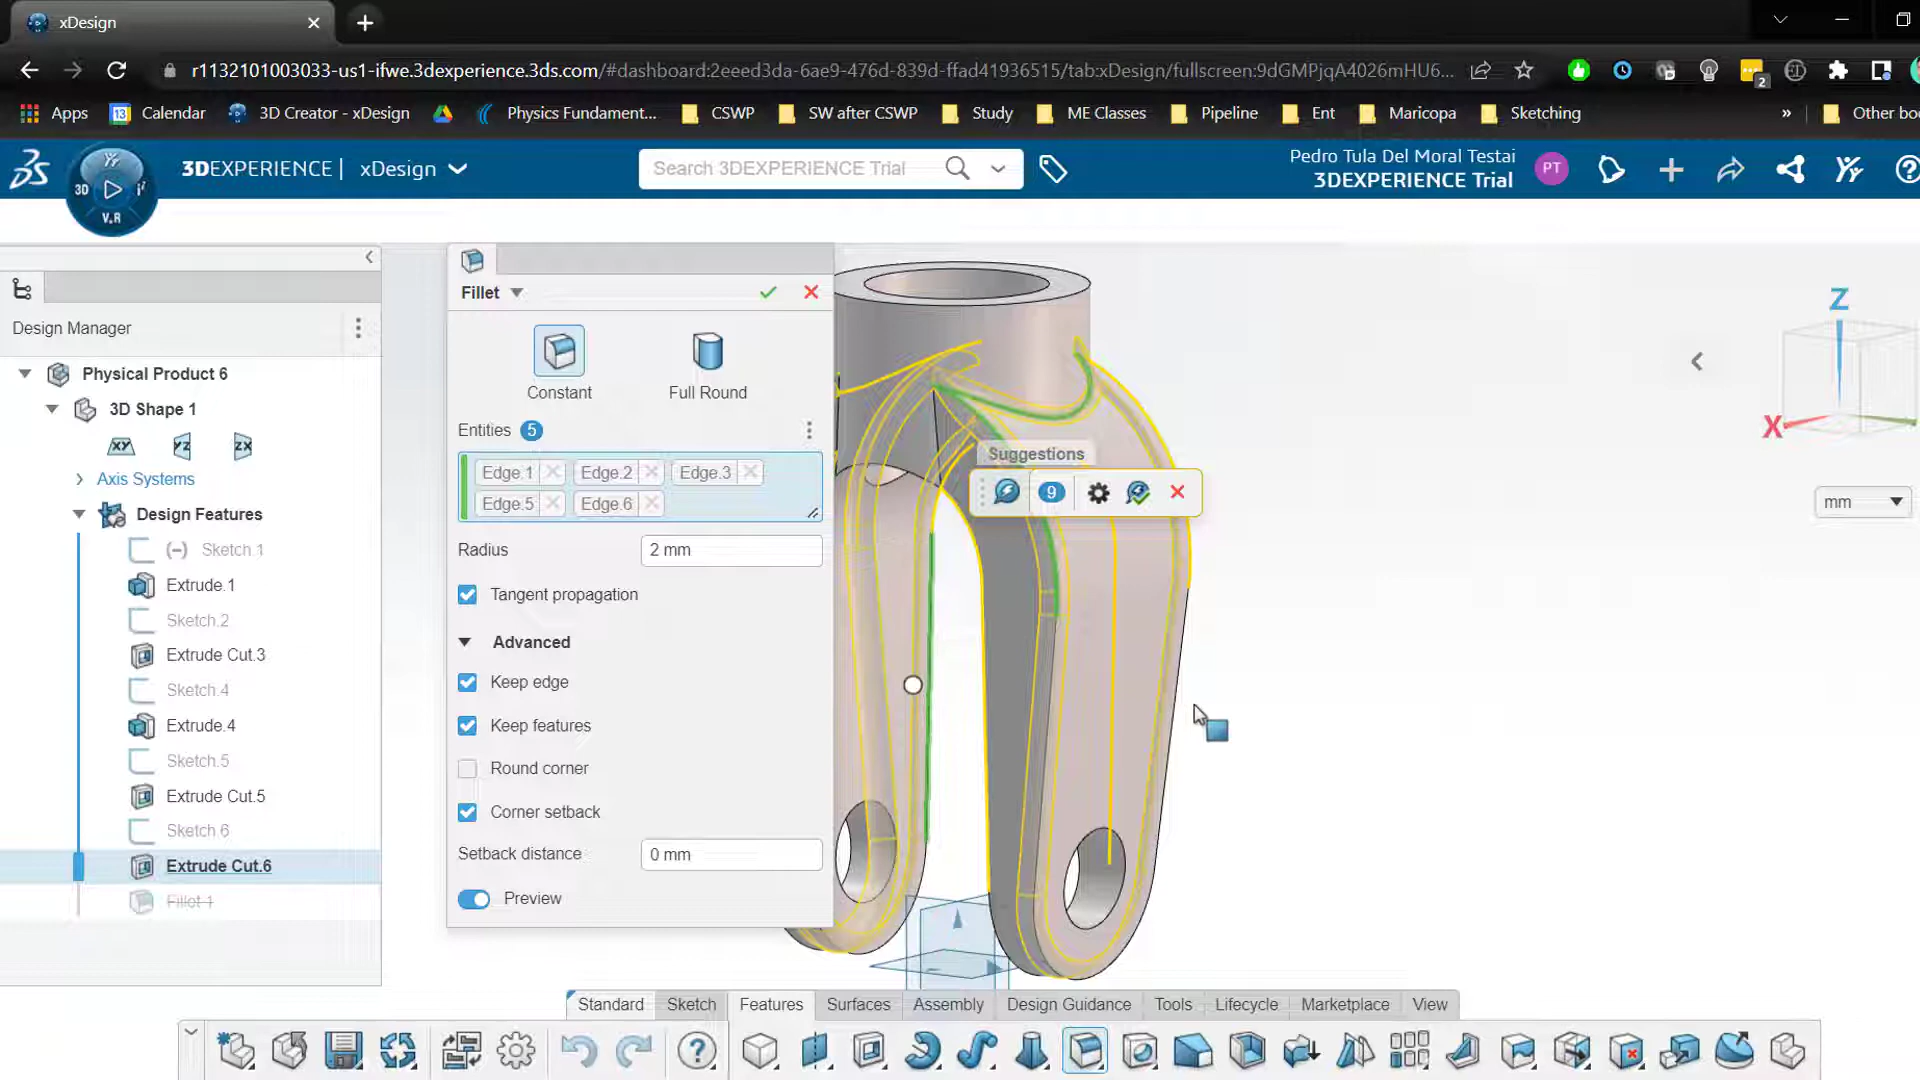 xDesign
r1132101003033-us1-ifwe.3dexperience.3ds.com/#dashboard:2eeed3da-6ae9-476d-839d-ffad41936515/tab:xDesign/fullscreen:9dGMPjqA4026mHU6...
2
Apps
13 Calendar
3D Creator - xDesign
Physics Fundament...
CSWP
SW after CSWP
Study
ME Classes
Pipeline
Ent
Maricopa
Sketching
»
Other boo
3D
V.R
3DEXPERIENCE | xDesign
Search 3DEXPERIENCE Trial
Pedro Tula Del Moral Testai
3DEXPERIENCE Trial
PT
Design Manager
Physical Product 6
3D Shape 1
XY
YZ
ZX
Axis Systems
Design Features
(–) Sketch.1
Extrude.1
Sketch.2
Extrude Cut.3
Sketch.4
Extrude.4
Sketch.5
Extrude Cut.5
Sketch.6
Extrude Cut.6
Fillet.1
Fillet
Constant
Full Round
Entities 5
Edge.1
Edge.2
Edge.3
Edge.5
Edge.6
Radius
2 mm
Tangent propagation
Advanced
Keep edge
Keep features
Round corner
Corner setback
Setback distance
0 mm
Preview
Suggestions
9
Z
X
mm
Standard
Sketch
Features
Surfaces
Assembly
Design Guidance
Tools
Lifecycle
Marketplace
View